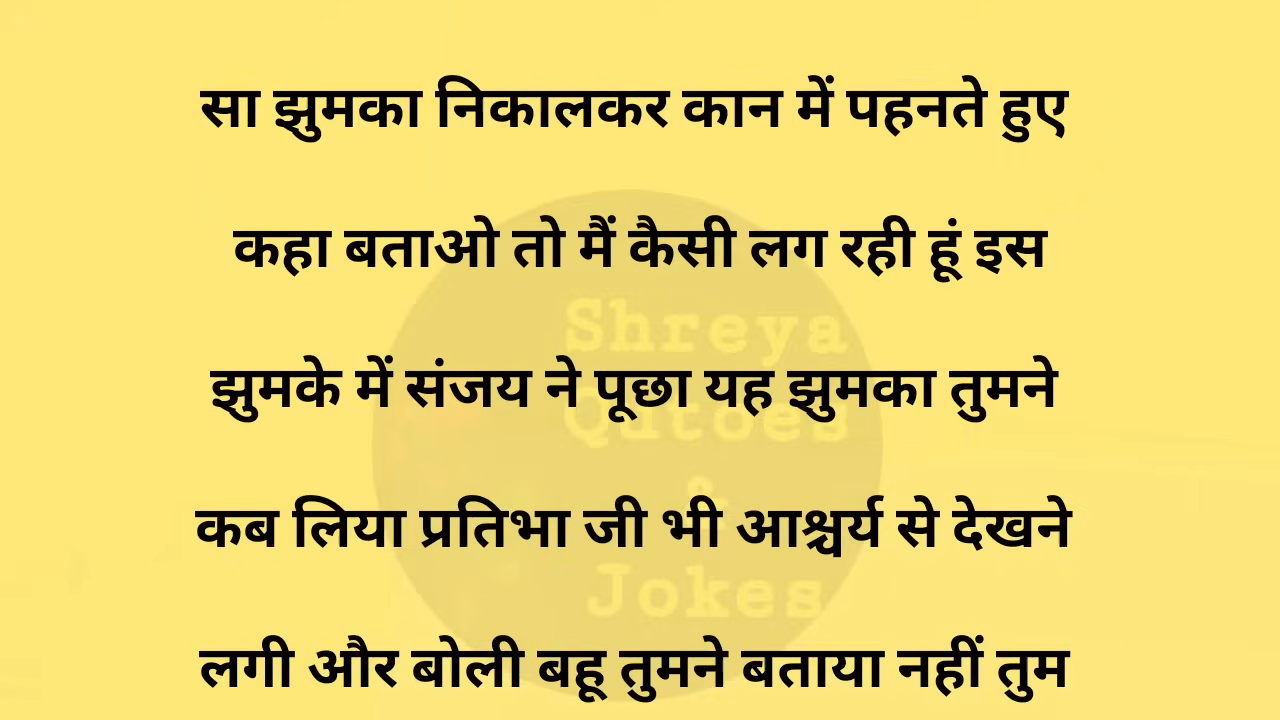 सा झुमका निकालकर कान में पहनते हुए
कहा बताओ तो मैं कैसी लग रही हूं इस
झुमके में संजय ने पूछा यह झुमका तुमने
कब लिया प्रतिभा जी भी आश्चर्य से देखने
लगी और बोली बहू तुमने बताया नहीं तुम
Shreya
Qutoes
&
Jokes